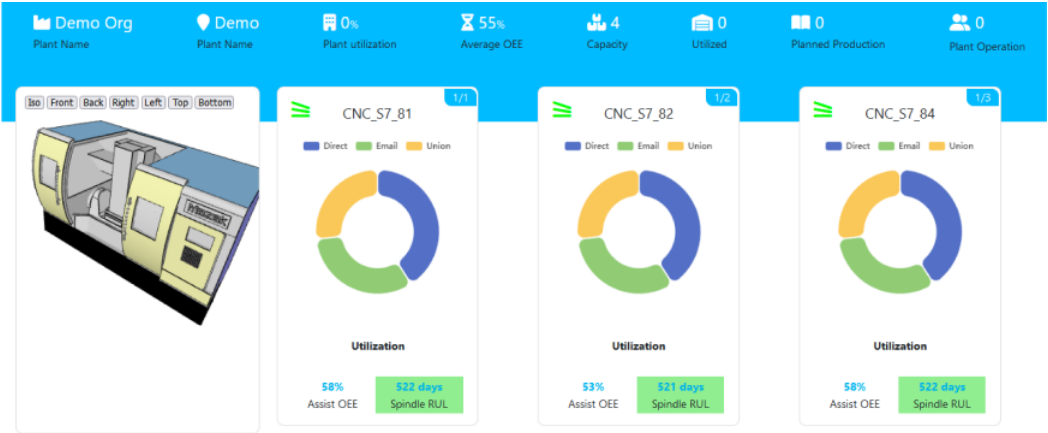 Demo Org
Plant Name
Demo
Plant Name
0%
Plant utilization
55%
Average OEE
4
Capacity
0
Utilized
0
Planned Production
0
Plant Operation
Iso Front Back Right Left Top Bottom
1/1
CNC_S7_81
Direct Email Union
Utilization
58%
Assist OEE
522 days
Spindle RUL
1/2
CNC_S7_82
Direct Email Union
Utilization
53%
Assist OEE
521 days
Spindle RUL
1/3
CNC_S7_84
Direct Email Union
Utilization
58%
Assist OEE
522 days
Spindle RUL